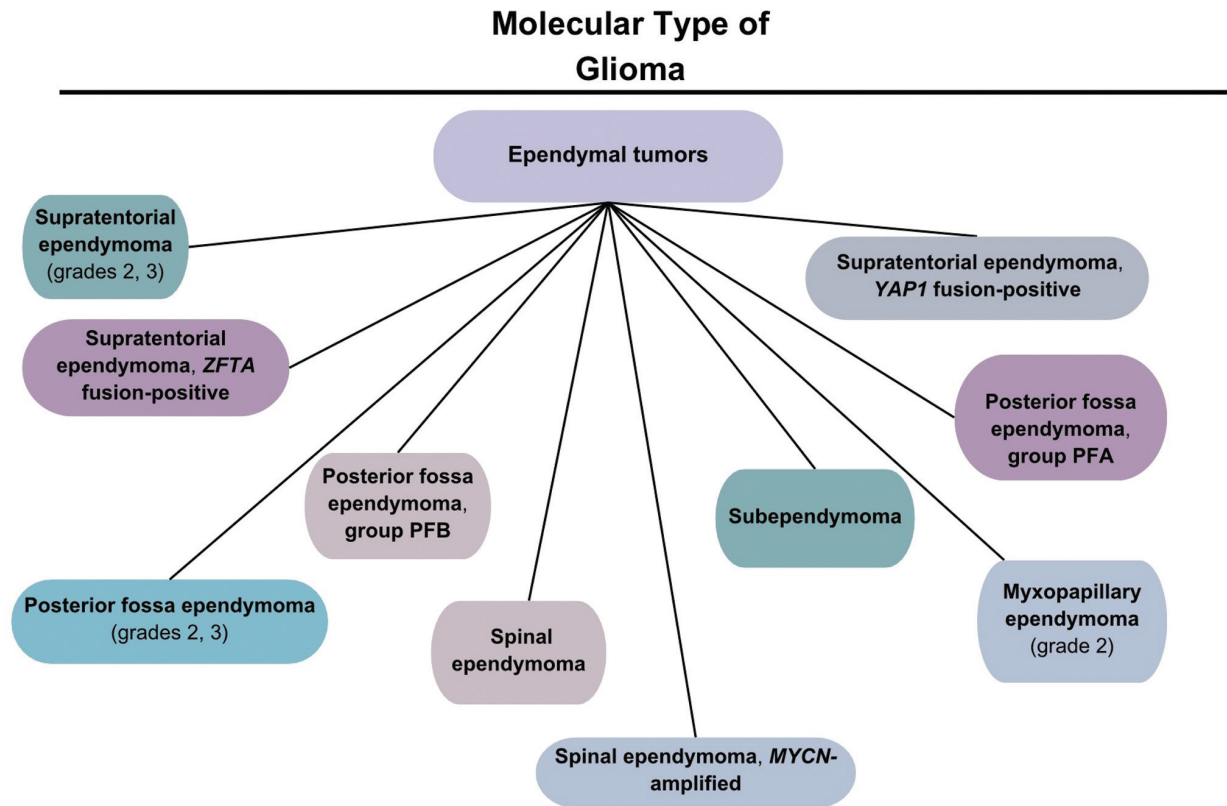 Molecular Type of
Glioma
Ependymal tumors
Supratentorial
ependymoma
(grades 2, 3)
Supratentorial ependymoma,
YAP1 fusion-positive
Supratentorial
ependymoma, ZFTA
fusion-positive
Posterior fossa
ependymoma,
group PFA
Posterior fossa
ependymoma,
group PFB
Subependymoma
Posterior fossa ependymoma
(grades 2, 3)
Spinal
ependymoma
Myxopapillary
ependymoma
(grade 2)
Spinal ependymoma, MYCN-
amplified